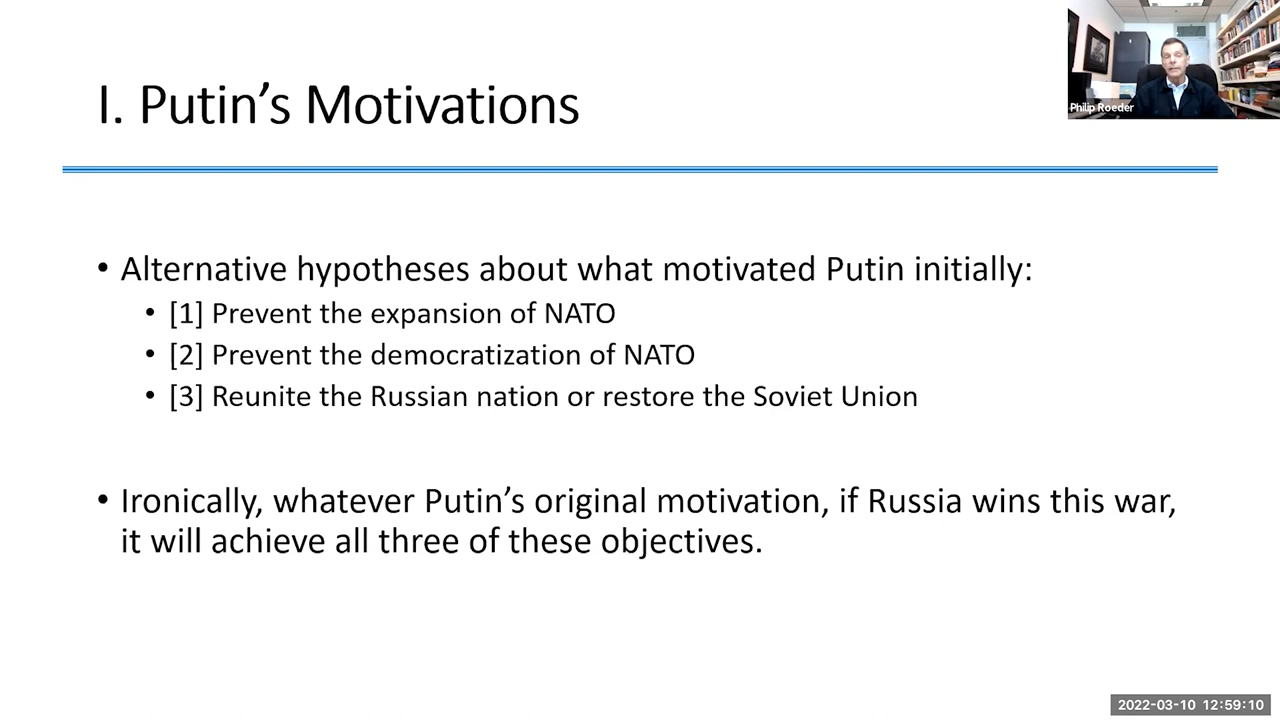 I. Putin’s Motivations
Philip Roeder
• Alternative hypotheses about what motivated Putin initially:
• [1] Prevent the expansion of NATO
• [2] Prevent the democratization of NATO
• [3] Reunite the Russian nation or restore the Soviet Union
• Ironically, whatever Putin’s original motivation, if Russia wins this war,
it will achieve all three of these objectives.
2022-03-10 12:59:10